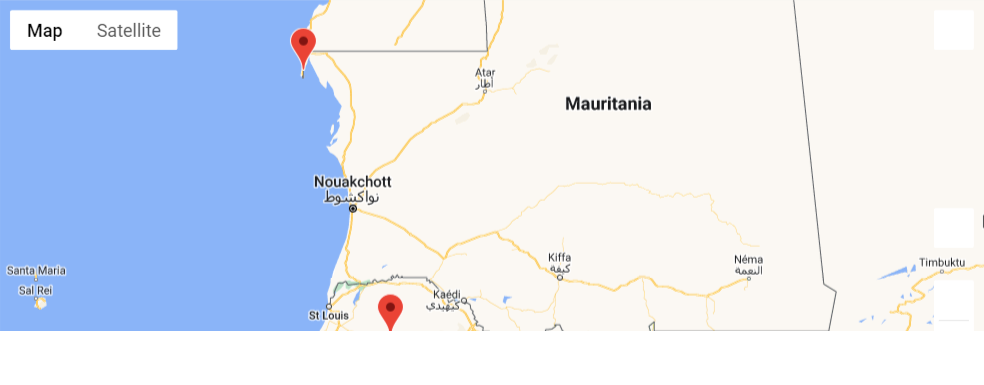 Map
Satellite
Atar
أطار
Mauritania
Nouakchott
نواكشوط
Kiffa
كيفة
Néma
النعمة
Timbuktu
Santa Maria
Sal Rei
Kaédi
كيهيدي
St Louis